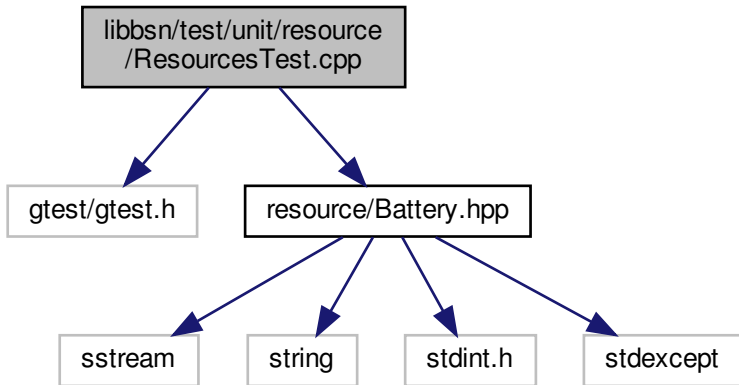 libbsn/test/unit/resource
/ResourcesTest.cpp
gtest/gtest.h
resource/Battery.hpp
sstream
string
stdint.h
stdexcept